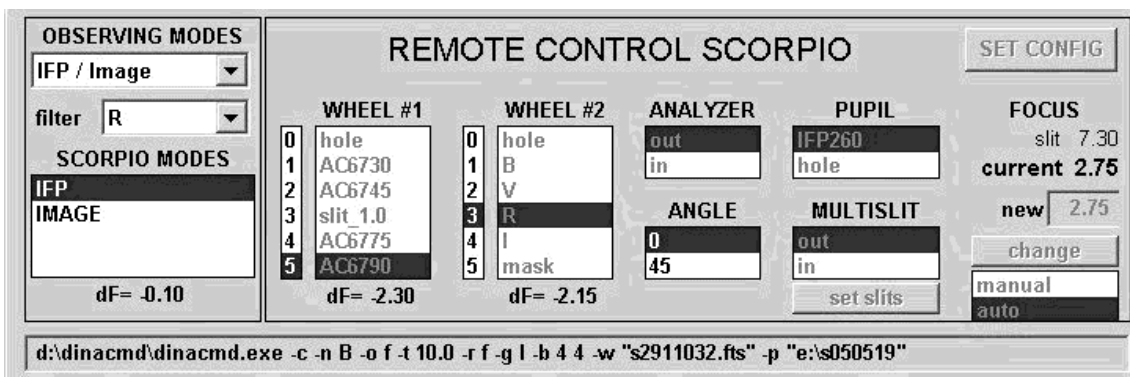 OBSERVING MODES
IFP / Image
filter R
SCORPIO MODES
IFP
IMAGE
dF= -0.10
REMOTE CONTROL SCORPIO
SET CONFIG
WHEEL #1
0 hole
1 AC6730
2 AC6745
3 slit_1.0
4 AC6775
5 AC6790
dF= -2.30
WHEEL #2
0 hole
1 B
2 V
3 R
4 I
5 mask
dF= -2.15
ANALYZER
out
in
ANGLE
0
45
PUPIL
IFP260
hole
MULTISLIT
out
in
set slits
FOCUS
slit 7.30
current 2.75
new 2.75
change
manual
auto
d:\dinacmd\dinacmd.exe -c -n B -o f -t 10.0 -r f -g l -b 4 4 -w "s2911032.fts" -p "e:\s050519"